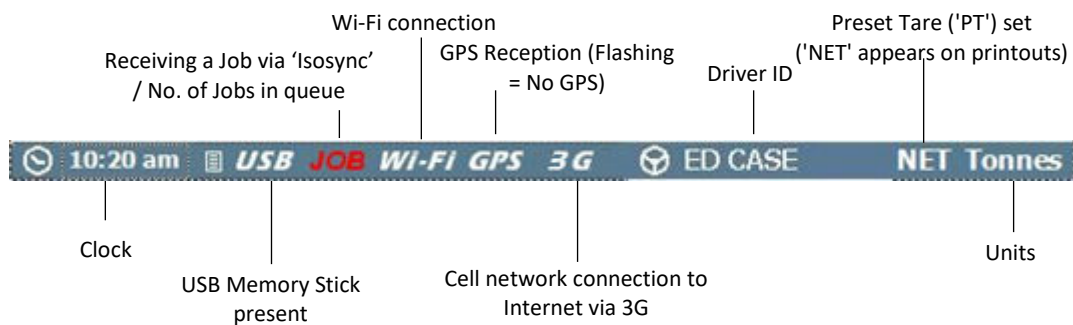 Wi-Fi connection
Preset Tare ('PT') set
('NET' appears on printouts)
Receiving a Job via ‘Isosync’
/ No. of Jobs in queue
GPS Reception (Flashing
= No GPS)
Driver ID
10:20 am USB JOB Wi-Fi GPS 3G ED CASE NET Tonnes
Clock
USB Memory Stick
present
Cell network connection to
Internet via 3G
Units